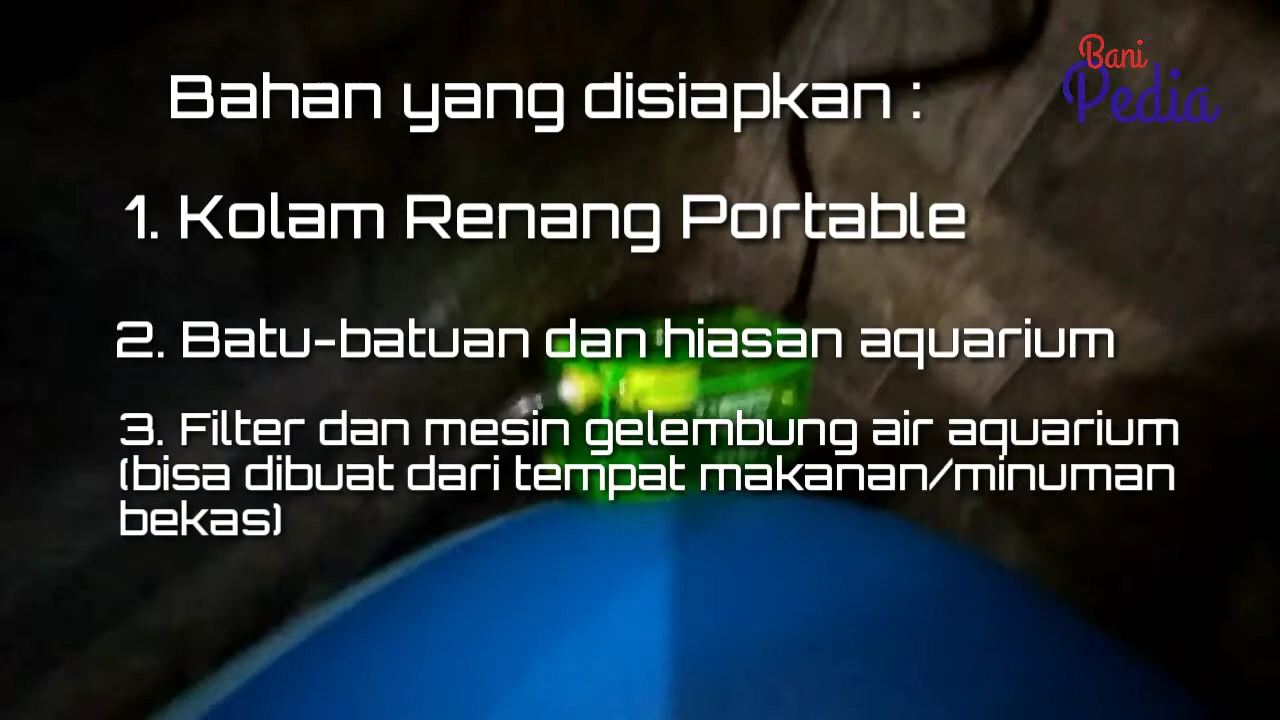 Bani
Pedia
Bahan yang disiapkan :
1. Kolam Renang Portable
2. Batu-batuan dan hiasan aquarium
3. Filter dan mesin gelembung air aquarium
(bisa dibuat dari tempat makanan/minuman
bekas)